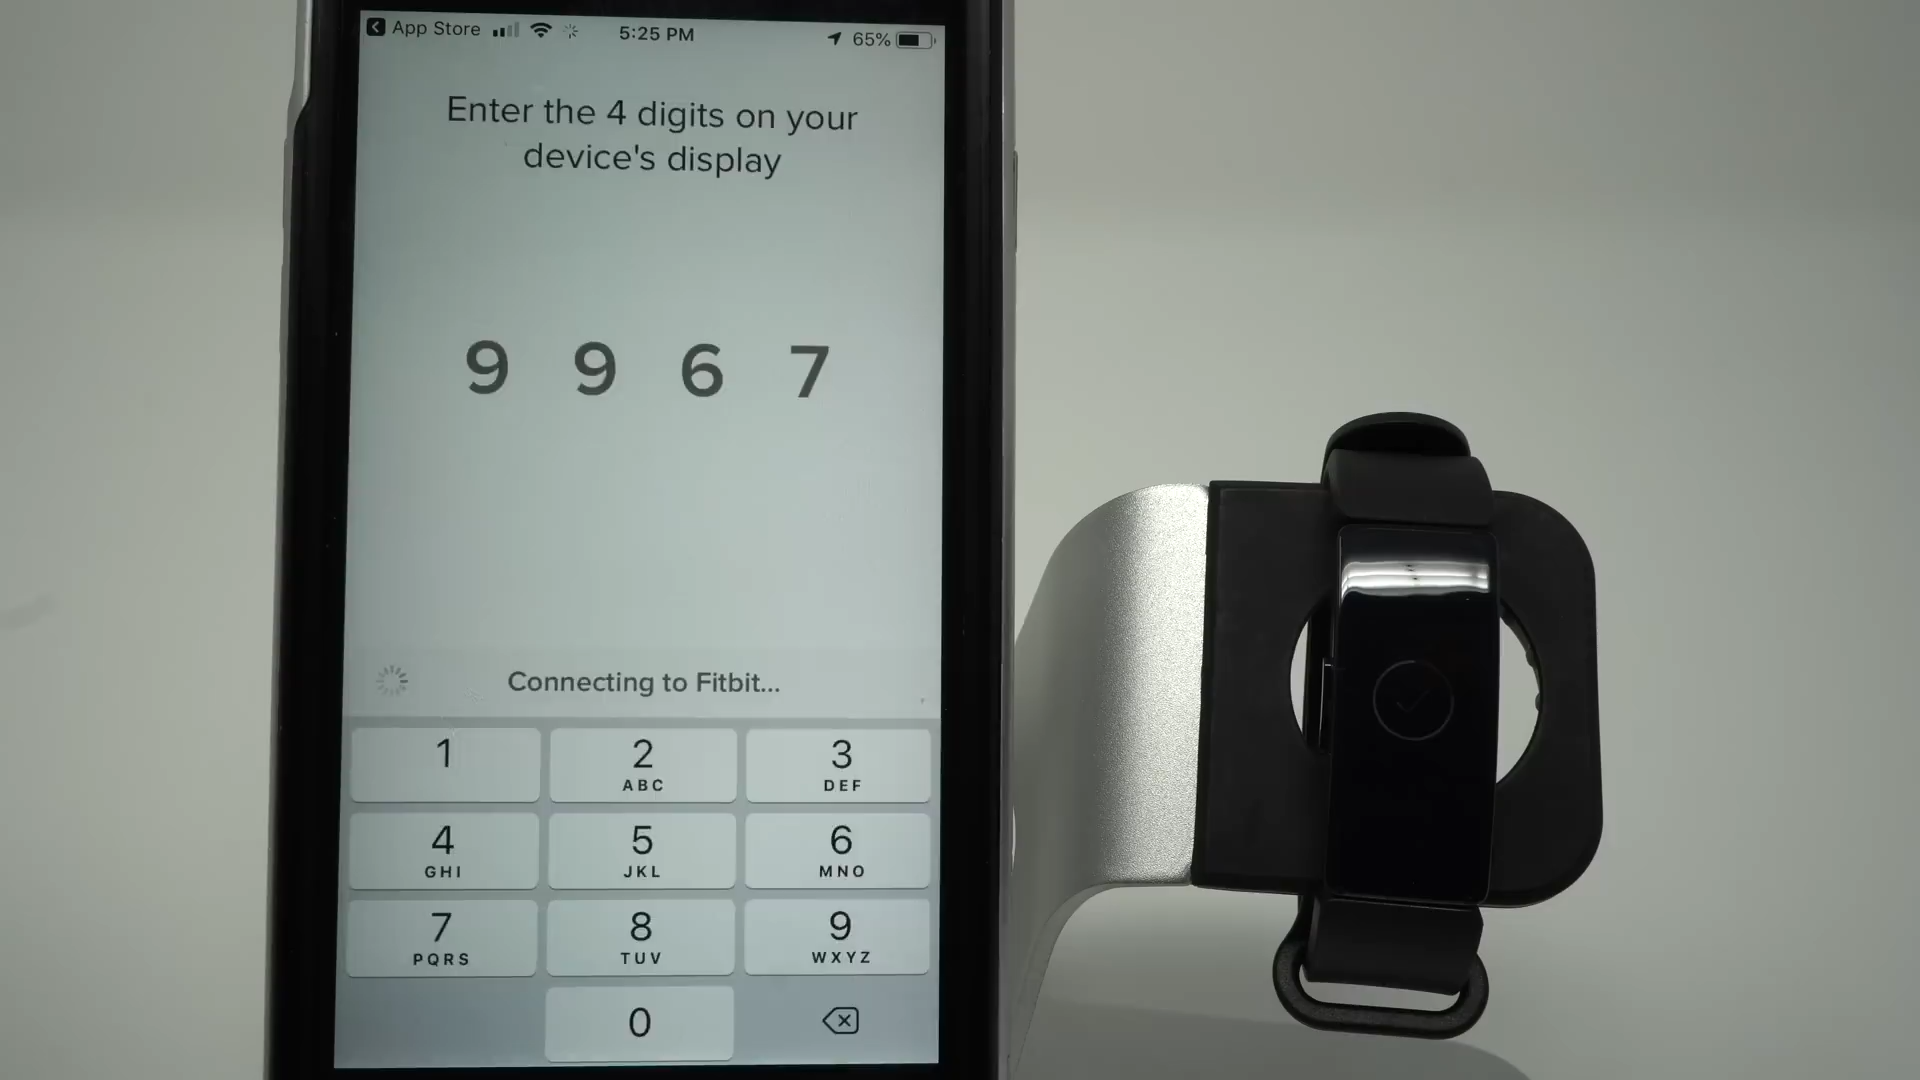 App Store 5:25 PM 65%
Enter the 4 digits on your
device's display
9 9 6 7
Connecting to Fitbit...
1 2 3
ABC DEF
4 5 6
GHI JKL MNO
7 8 9
PQRS TUV WXYZ
0